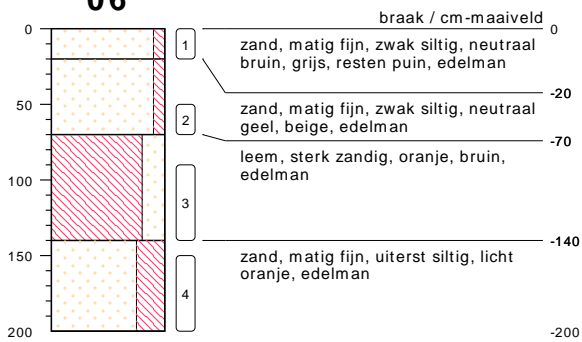 06
braak / cm-maaiveld
0
0
1
zand, matig fijn, zwak siltig, neutraal
bruin, grijs, resten puin, edelman
-20
50
2
zand, matig fijn, zwak siltig, neutraal
geel, beige, edelman
-70
leem, sterk zandig, oranje, bruin,
edelman
100
3
-140
150
zand, matig fijn, uiterst siltig, licht
oranje, edelman
4
200
-200